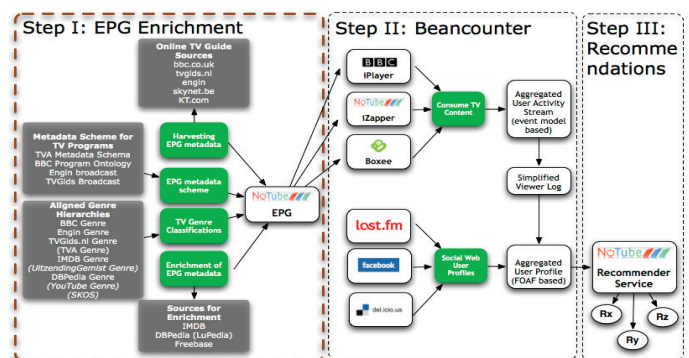 Step I: EPG Enrichment
Online TV Guide
Sources
bbc.co.uk
tvgids.nl
engin
skynet.be
KT.com
Metadata Scheme for
TV Programs
TVA Metadata Schema
BBC Program Ontology
Engin broadcast
TVGids Broadcast
Aligned Genre
Hierarchies
BBC Genre
Engin Genre
TVGids.nl Genre
(TVA Genre)
IMDB Genre
(UitzendingGemist Genre)
DBPedia Genre
(YouTube Genre)
(SKOS)
Harvesting
EPG metadata
EPG metadata
scheme
TV Genre
Classifications
Enrichment of
EPG metadata
Sources for
Enrichment
IMDB
DBPedia (LuPedia)
Freebase
NoTube
EPG
Step II: Beancounter
BBC
iPlayer
NoTube
iZapper
Boxee
Consume TV
Content
Aggregated
User Activity
Stream
(event model
based)
Simplified
Viewer Log
last.fm
facebook
del.icio.us
Social Web
User
Profiles
Aggregated
User Profile
(FOAF based)
Step III:
Recomme
ndations
NoTube
Recommender
Service
Rx
Ry
Rz